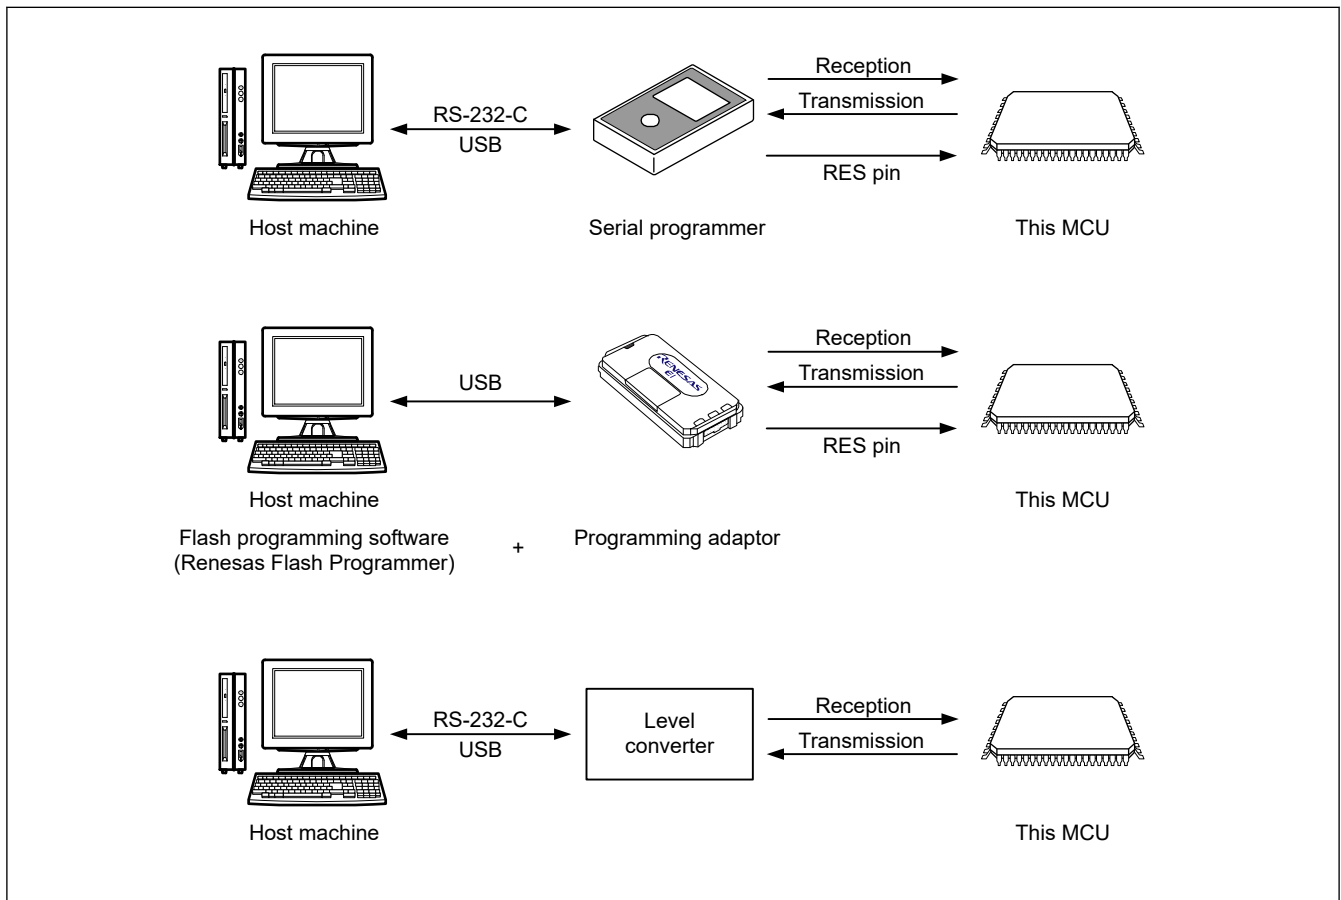 Reception
RS-232-C
Transmission
USB
RES pin
Host machine
Serial programmer
This MCU
Reception
USB
RENESAS
E1
Transmission
RES pin
Host machine
This MCU
Flash programming software
+
Programming adaptor
(Renesas Flash Programmer)
Reception
RS-232-C
Level
converter
Transmission
USB
Host machine
This MCU